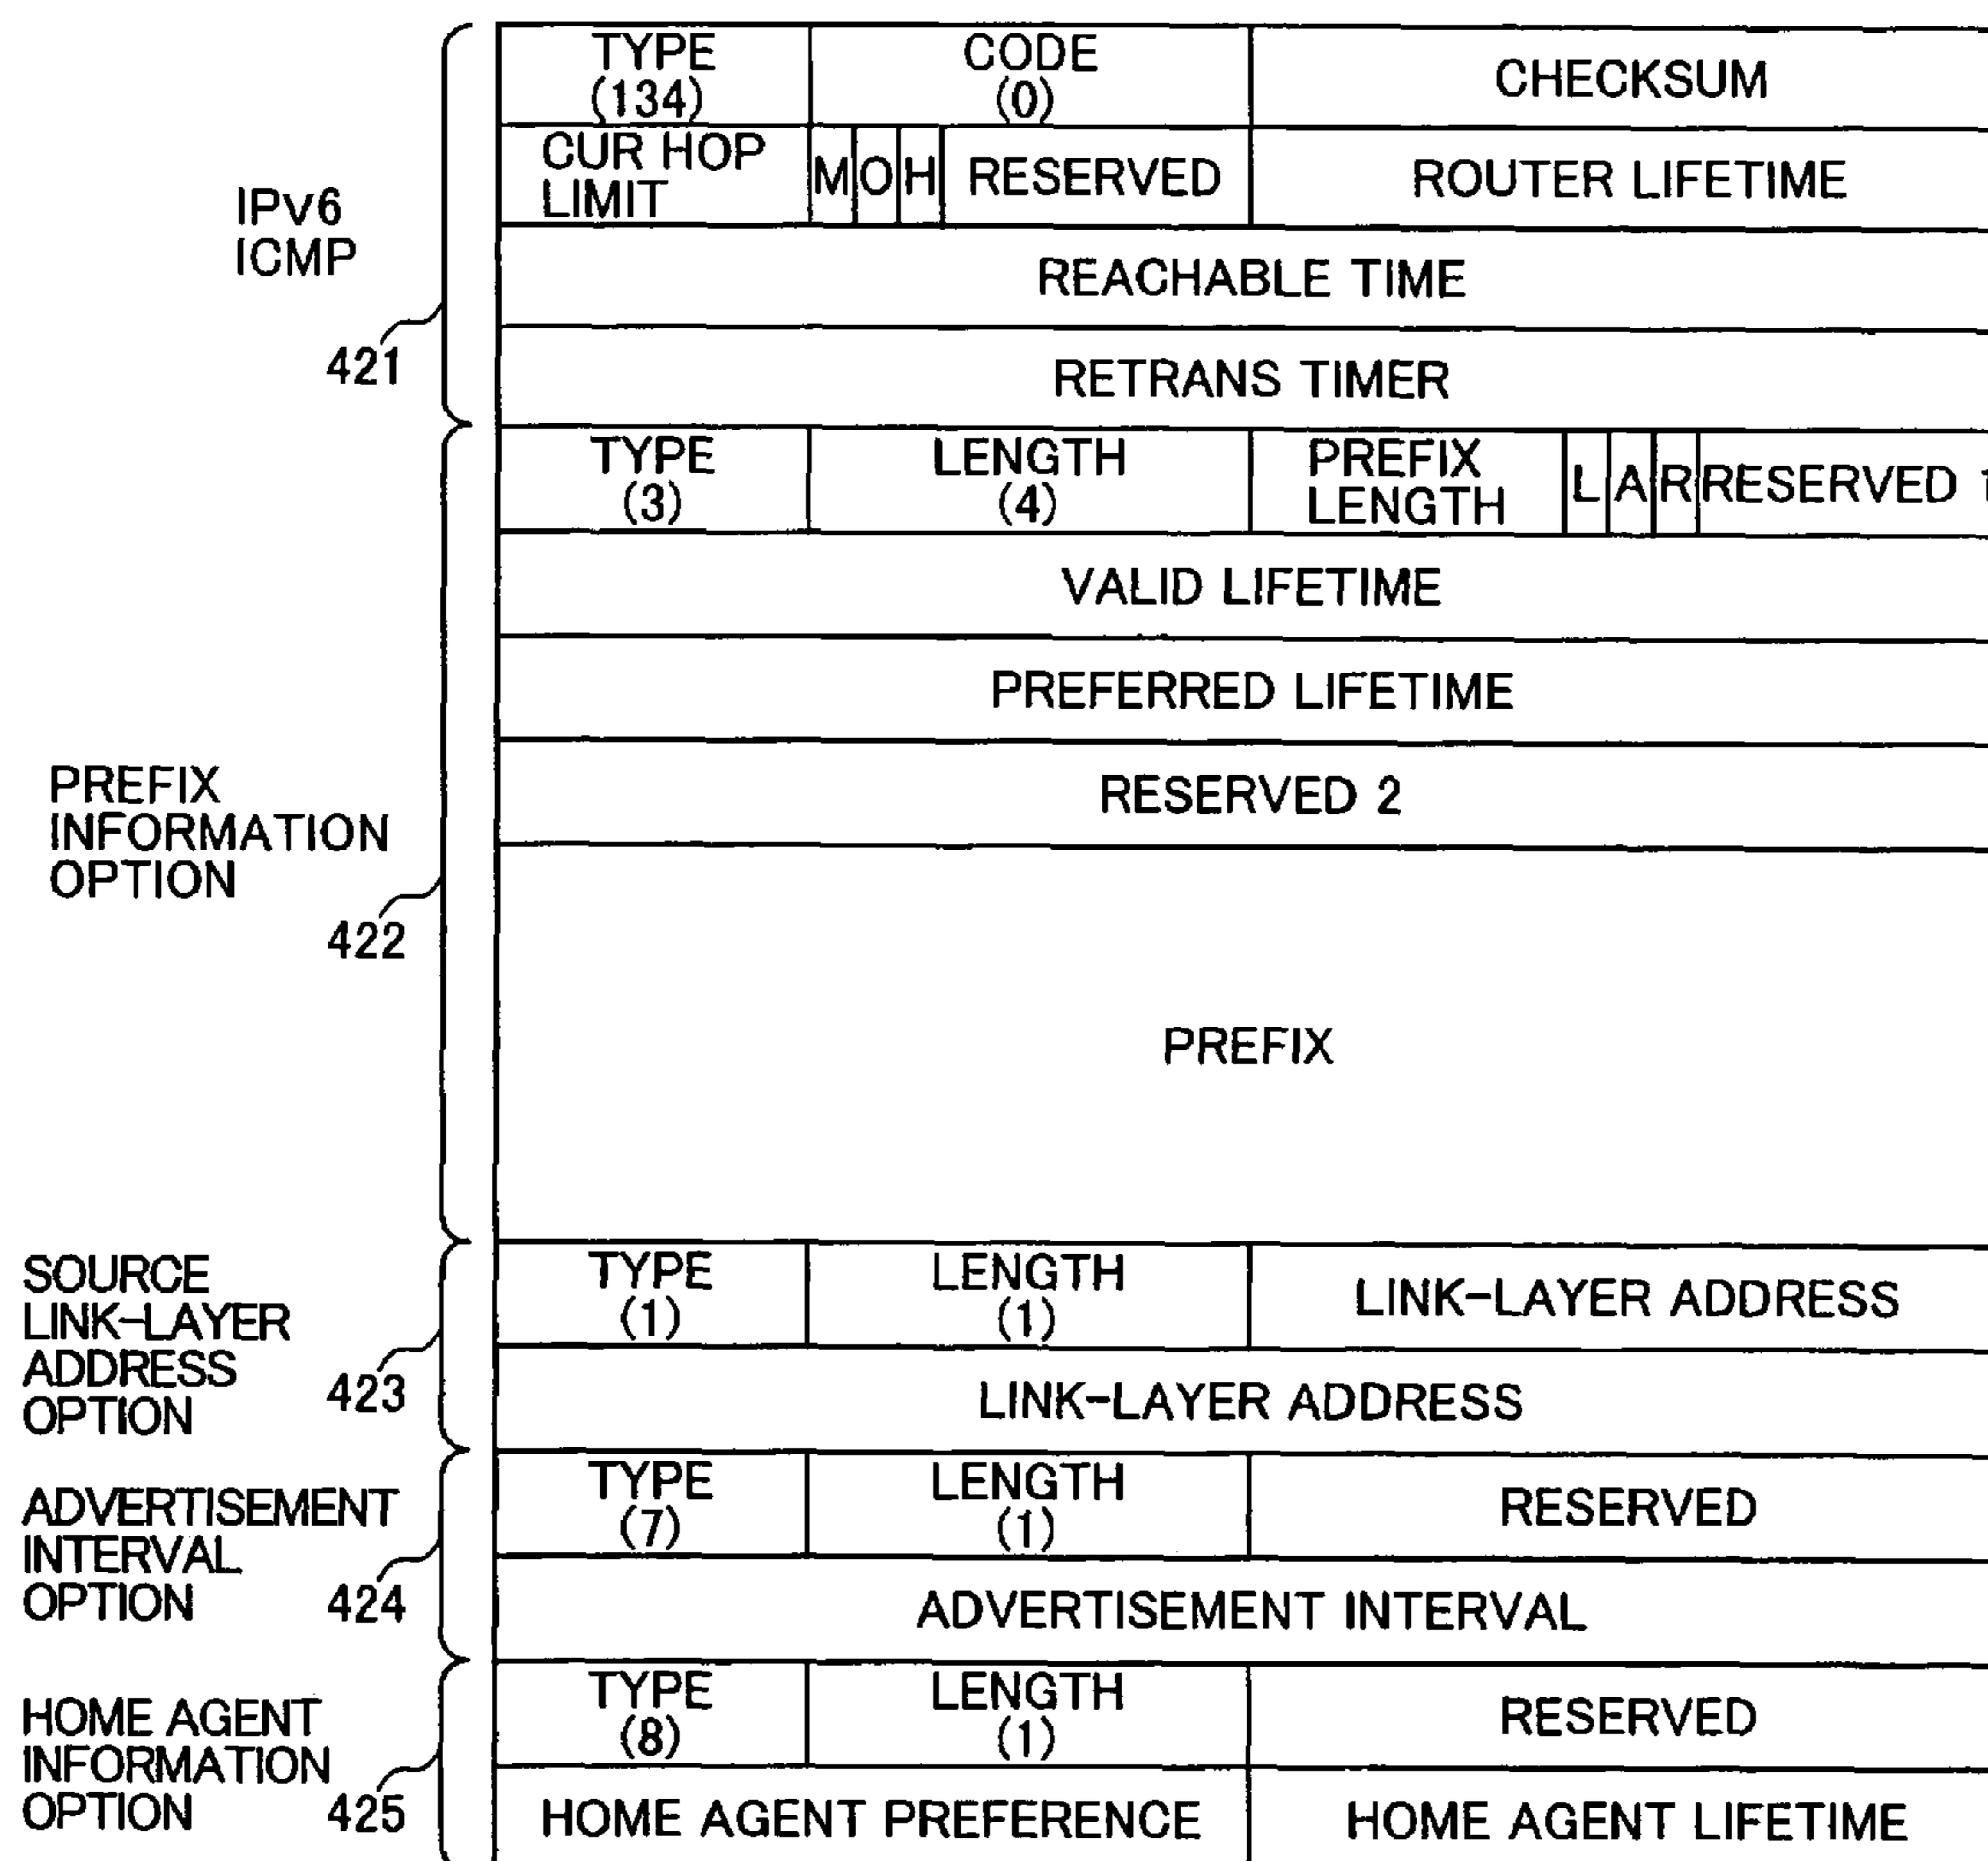 TYPE
(134)
CODE
(0)
CHECKSUM
CUR HOP
LIMIT
M
O
H
RESERVED
ROUTER LIFETIME
IPv6
ICMP
REACHABLE TIME
421
RETRANS TIMER
TYPE
(3)
LENGTH
(4)
PREFIX
LENGTH
L
A
R
RESERVED 1
VALID LIFETIME
PREFERRED LIFETIME
RESERVED 2
PREFIX
INFORMATION
OPTION
422
PREFIX
SOURCE
LINK-LAYER
ADDRESS
OPTION
423
TYPE
(1)
LENGTH
(1)
LINK-LAYER ADDRESS
LINK-LAYER ADDRESS
ADVERTISEMENT
INTERVAL
OPTION
424
TYPE
(7)
LENGTH
(1)
RESERVED
ADVERTISEMENT INTERVAL
HOME AGENT
INFORMATION
OPTION
425
TYPE
(8)
LENGTH
(1)
RESERVED
HOME AGENT PREFERENCE
HOME AGENT LIFETIME